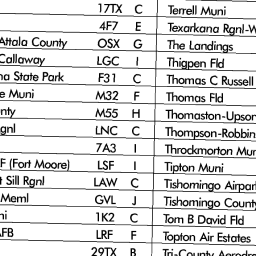 17TX C Terrell Muni
4F7 E Texarkana Rgnl-W
Attala County OSX G The Landings
Callaway LGC I Thigpen Fld
na State Park F31 C Thomas C Russell
e Muni M32 F Thomas Fld
nty M55 H Thomaston-Upson
gnl LNC C Thompson-Robbin
7A3 I Throckmorton Mun
F (Fort Moore) LSF I Tipton Muni
t Sill Rgnl LAW C Tishomingo Airpar
Meml GVL J Tishomingo County
ni 1K2 C Tom B David Fld
AFB LRF F Topton Air Estates
29TX B Tri-County Aerodro